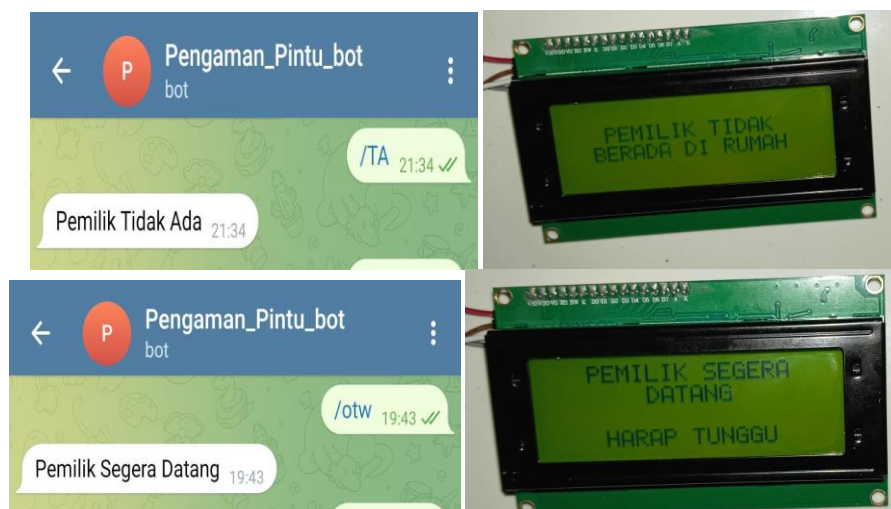 Pengaman_Pintu_bot
P
bot
/TA 21:34
Pemilik Tidak Ada 21:34
PEMILIK TIDAK
BERADA DI RUMAH
Pengaman_Pintu_bot
P
bot
/otw 19:43
Pemilik Segera Datang 19:43
PEMILIK SEGERA
DATANG
HARAP TUNGGU